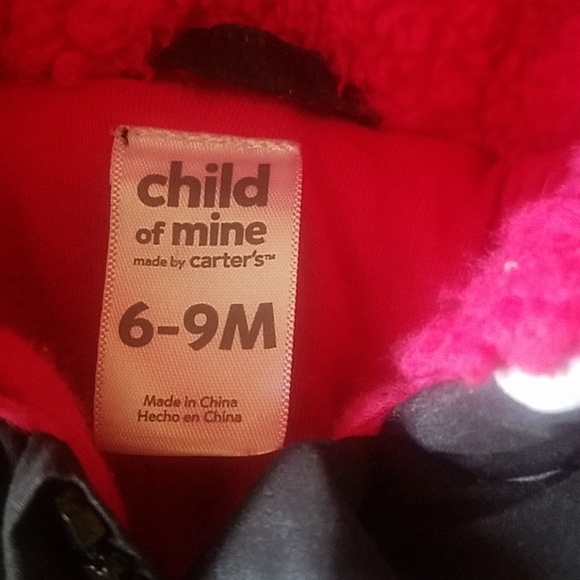 child
of mine
made by carter's™
6-9M
Made in China
Hecho en China